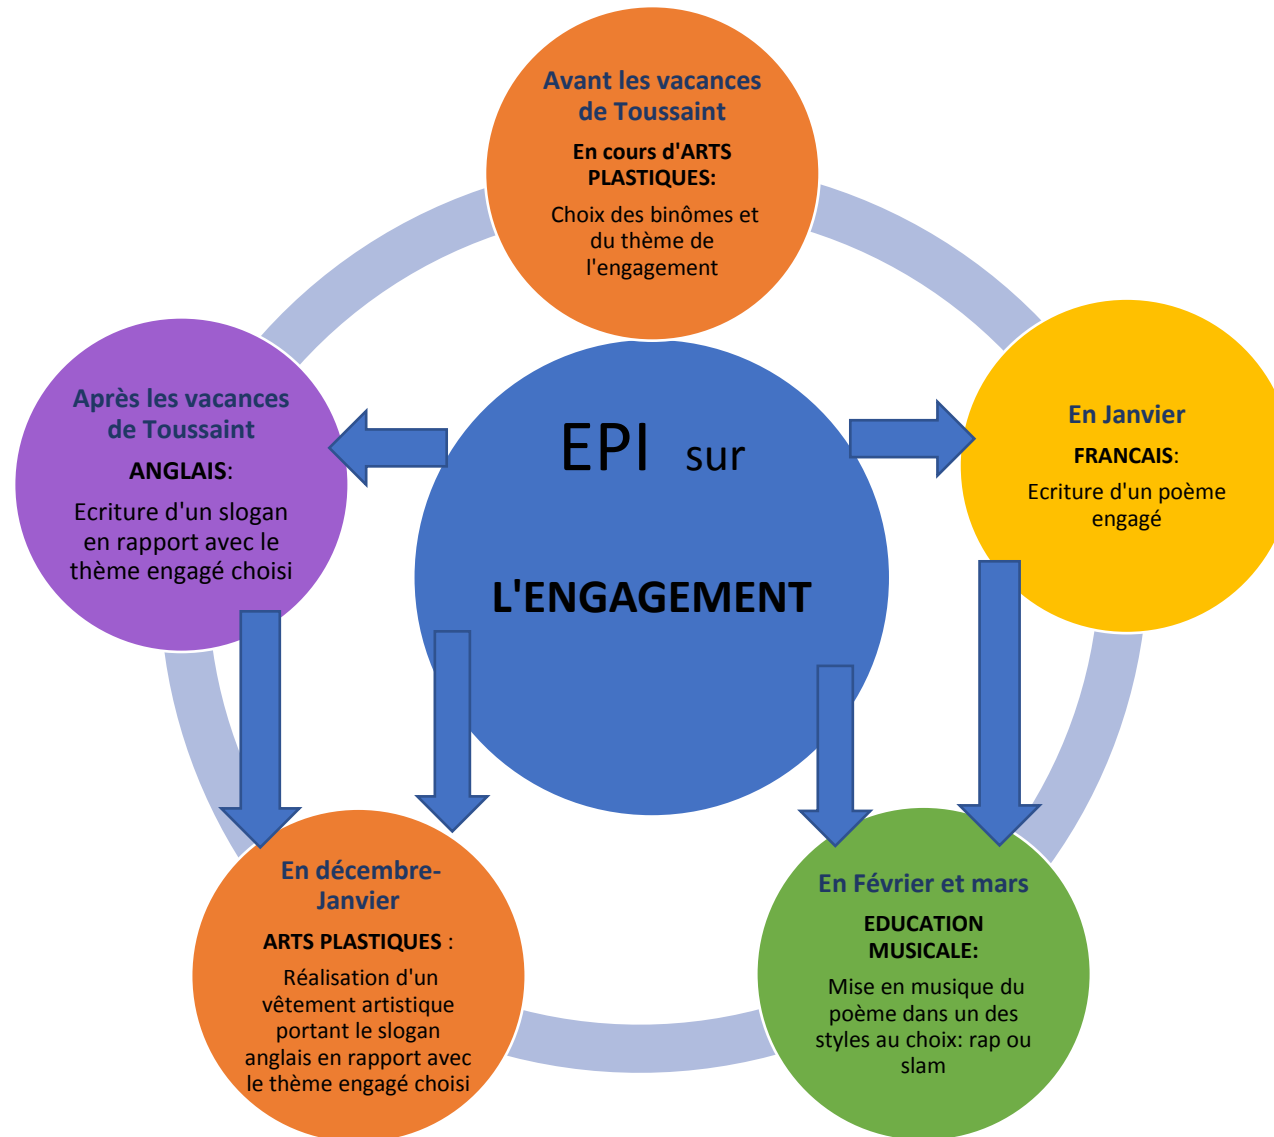 Avant les vacances
de Toussaint
En cours d'ARTS
PLASTIQUES:
Choix des binômes et
du thème de
l'engagement
Après les vacances
de Toussaint
ANGLAIS:
Ecriture d'un slogan
en rapport avec le
thème engagé choisi
EPI sur
L'ENGAGEMENT
En Janvier
FRANCAIS:
Ecriture d'un poème
engagé
En décembre-
Janvier
ARTS PLASTIQUES :
Réalisation d'un
vêtement artistique
portant le slogan
anglais en rapport avec
le thème engagé choisi
En Février et mars
EDUCATION
MUSICALE:
Mise en musique du
poème dans un des
styles au choix: rap ou
slam